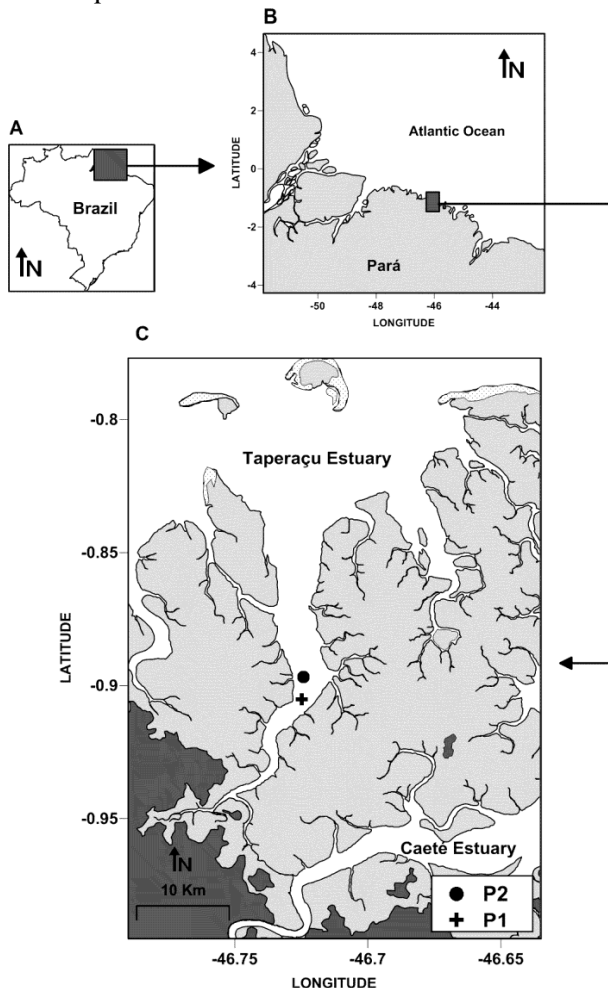 A
Brazil
N
B
N
4
2
0
-2
-4
LATITUDE
Atlantic Ocean
Pará
-50
-48
-46
-44
LONGITUDE
C
-0.8
-0.85
-0.9
-0.95
LATITUDE
Taperaçu Estuary
Caeté Estuary
N
10 Km
P2
P1
-46.75
-46.7
-46.65
LONGITUDE